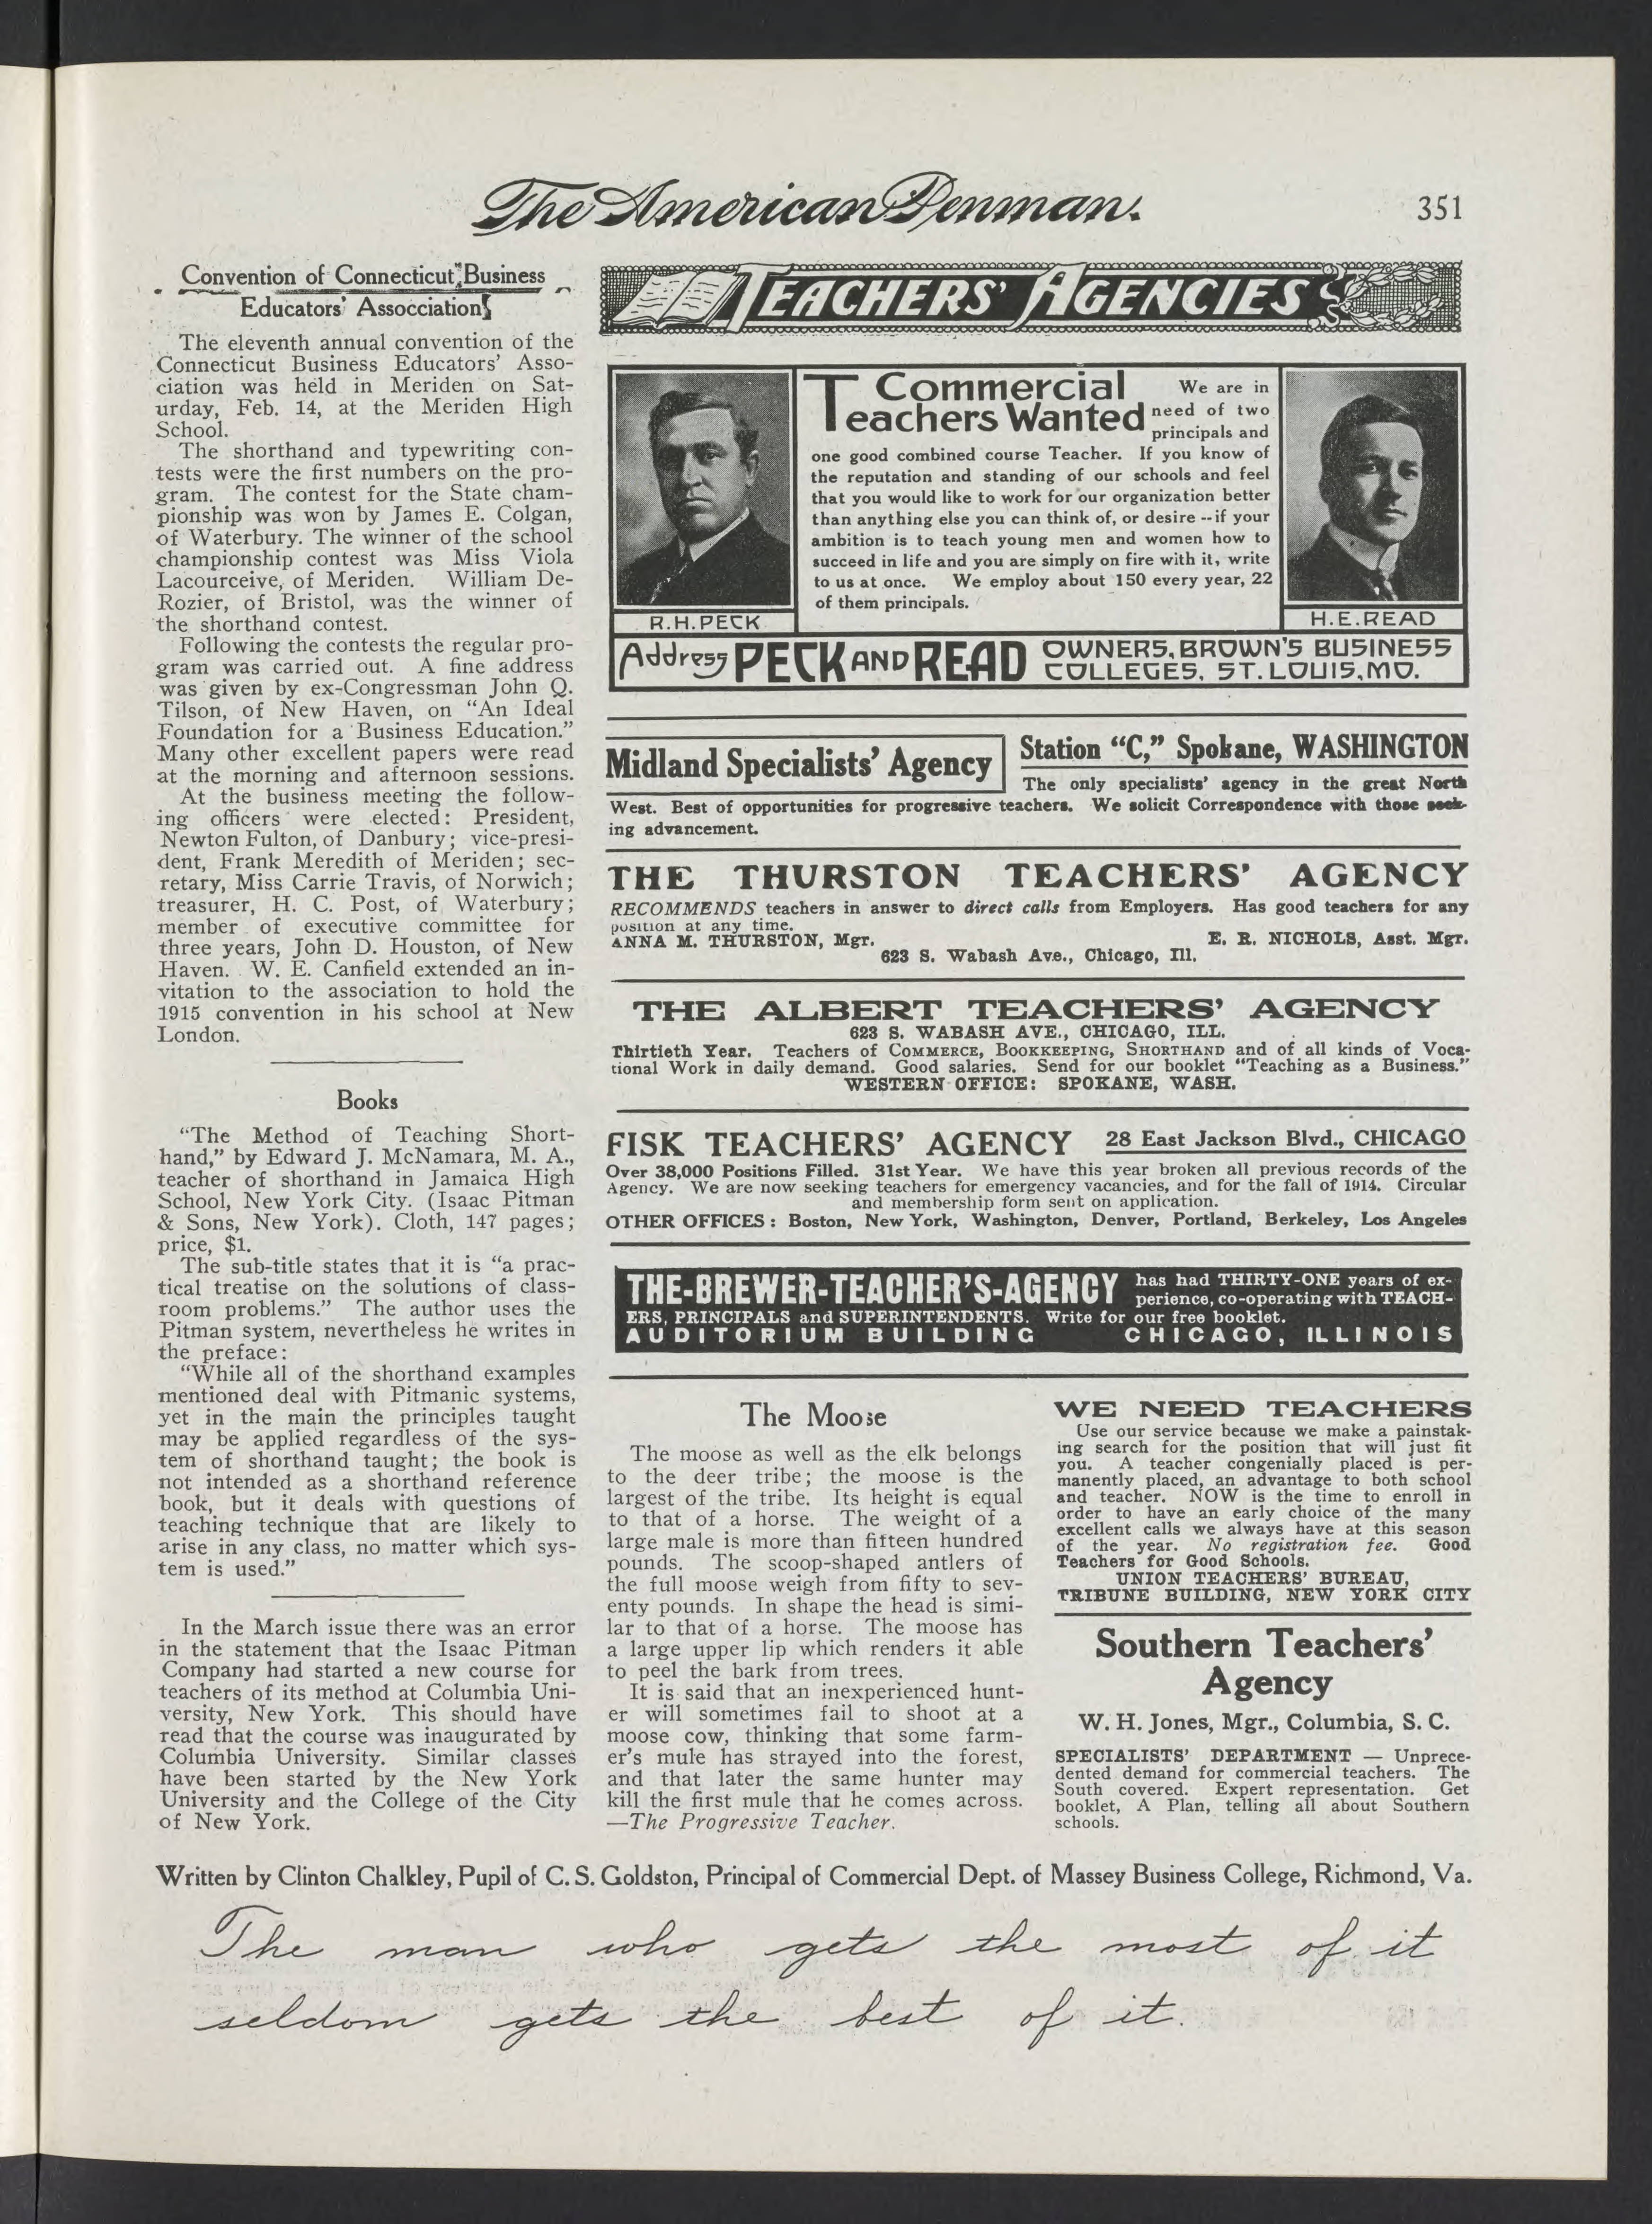 The American Penman.
351
Convention of Connecticut Business
Educators' Assocciation
The eleventh annual convention of the
Connecticut Business Educators' Asso-
ciation was held in Meriden on Sat-
urday, Feb. 14, at the Meriden High
School.
The shorthand and typewriting con-
tests were the first numbers on the pro-
gram. The contest for the State cham-
pionship was won by James E. Colgan,
of Waterbury. The winner of the school
championship contest was Miss Viola
Lacourceive, of Meriden. William De-
Rozier, of Bristol, was the winner of
the shorthand contest.
Following the contests the regular pro-
gram was carried out. A fine address
was given by ex-Congressman John Q.
Tilson, of New Haven, on "An Ideal
Foundation for a Business Education."
Many other excellent papers were read
at the morning and afternoon sessions.
At the business meeting the follow-
ing officers were elected: President,
Newton Fulton, of Danbury; vice-presi-
dent, Frank Meredith of Meriden; sec-
retary, Miss Carrie Travis, of Norwich;
treasurer, H. C. Post, of Waterbury;
member of executive committee for
three years, John D. Houston, of New
Haven. W. E. Canfield extended an in-
vitation to the association to hold the
1915 convention in his school at New
London.
Books
"The Method of Teaching Short-
hand," by Edward J. McNamara, M. A.,
teacher of shorthand in Jamaica High
School, New York City. (Isaac Pitman
& Sons, New York). Cloth, 147 pages;
price, $1.
The sub-title states that it is "a prac-
tical treatise on the solutions of class-
room problems." The author uses the
Pitman system, nevertheless he writes in
the preface:
"While all of the shorthand examples
mentioned deal with Pitmanic systems,
yet in the main the principles taught
may be applied regardless of the sys-
tem of shorthand taught; the book is
not intended as a shorthand reference
book, but it deals with questions of
teaching technique that are likely to
arise in any class, no matter which sys-
tem is used."
In the March issue there was an error
in the statement that the Isaac Pitman
Company had started a new course for
teachers of its method at Columbia Uni-
versity, New York. This should have
read that the course was inaugurated by
Columbia University. Similar classes
have been started by the New York
University and the College of the City
of New York.
TEACHERS' AGENCIES
R.H.PECK
Commercial
Teachers Wanted
We are in
need of two
principals and
one good combined course Teacher. If you know of
the reputation and standing of our schools and feel
that you would like to work for our organization better
than anything else you can think of, or desire -- if your
ambition is to teach young men and women how to
succeed in life and you are simply on fire with it, write
to us at once. We employ about 150 every year, 22
of them principals.
H.E.READ
Address PECK AND READ OWNERS, BROWN'S BUSINESS
COLLEGES, ST. LOUIS, MO.
Midland Specialists' Agency
Station "C," Spokane, WASHINGTON
The only specialists' agency in the great North
West. Best of opportunities for progressive teachers. We solicit Correspondence with those seek-
ing advancement.
THE THURSTON TEACHERS' AGENCY
RECOMMENDS teachers in answer to direct calls from Employers. Has good teachers for any
position at any time.
ANNA M. THURSTON, Mgr. E. R. NICHOLS, Asst. Mgr.
623 S. Wabash Ave., Chicago, Ill.
THE ALBERT TEACHERS' AGENCY
623 S. WABASH AVE., CHICAGO, ILL.
Thirtieth Year. Teachers of COMMERCE, BOOKKEEPING, SHORTHAND and of all kinds of Voca-
tional Work in daily demand. Good salaries. Send for our booklet "Teaching as a Business."
WESTERN OFFICE: SPOKANE, WASH.
FISK TEACHERS' AGENCY 28 East Jackson Blvd., CHICAGO
Over 38,000 Positions Filled. 31st Year. We have this year broken all previous records of the
Agency. We are now seeking teachers for emergency vacancies, and for the fall of 1914. Circular
and membership form sent on application.
OTHER OFFICES: Boston, New York, Washington, Denver, Portland, Berkeley, Los Angeles
THE-BREWER-TEACHER'S-AGENCY has had THIRTY-ONE years of ex-
perience, co-operating with TEACH-
ERS, PRINCIPALS and SUPERINTENDENTS. Write for our free booklet.
AUDITORIUM BUILDING CHICAGO, ILLINOIS
The Moose
The moose as well as the elk belongs
to the deer tribe; the moose is the
largest of the tribe. Its height is equal
to that of a horse. The weight of a
large male is more than fifteen hundred
pounds. The scoop-shaped antlers of
the full moose weigh from fifty to sev-
enty pounds. In shape the head is simi-
lar to that of a horse. The moose has
a large upper lip which renders it able
to peel the bark from trees.
It is said that an inexperienced hunt-
er will sometimes fail to shoot at a
moose cow, thinking that some farm-
er's mule has strayed into the forest,
and that later the same hunter may
kill the first mule that he comes across.
—The Progressive Teacher.
WE NEED TEACHERS
Use our service because we make a painstak-
ing search for the position that will just fit
you. A teacher congenially placed is per-
manently placed, an advantage to both school
and teacher. NOW is the time to enroll in
order to have an early choice of the many
excellent calls we always have at this season
of the year. No registration fee. Good
Teachers for Good Schools.
UNION TEACHERS' BUREAU,
TRIBUNE BUILDING, NEW YORK CITY
Southern Teachers'
Agency
W. H. Jones, Mgr., Columbia, S. C.
SPECIALISTS' DEPARTMENT — Unprece-
dented demand for commercial teachers. The
South covered. Expert representation. Get
booklet, A Plan, telling all about Southern
schools.
Written by Clinton Chalkley, Pupil of C. S. Goldston, Principal of Commercial Dept. of Massey Business College, Richmond, Va.
The man who gets the most of it
seldom gets the best of it.